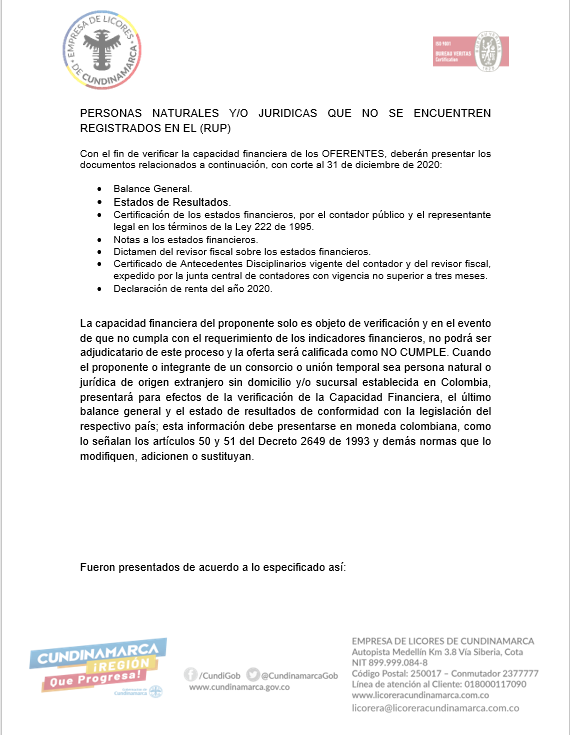 EMPRESA DE LICORES
DE CUNDINAMARCA
ISO 9001
BUREAU VERITAS
Certification
PERSONAS NATURALES Y/O JURIDICAS QUE NO SE ENCUENTREN
REGISTRADOS EN EL (RUP)
Con el fin de verificar la capacidad financiera de los OFERENTES, deberán presentar los
documentos relacionados a continuación, con corte al 31 de diciembre de 2020:
• Balance General.
• Estados de Resultados.
• Certificación de los estados financieros, por el contador público y el representante
legal en los términos de la Ley 222 de 1995.
• Notas a los estados financieros.
• Dictamen del revisor fiscal sobre los estados financieros.
• Certificado de Antecedentes Disciplinarios vigente del contador y del revisor fiscal,
expedido por la junta central de contadores con vigencia no superior a tres meses.
• Declaración de renta del año 2020.
La capacidad financiera del proponente solo es objeto de verificación y en el evento
de que no cumpla con el requerimiento de los indicadores financieros, no podrá ser
adjudicatario de este proceso y la oferta será calificada como NO CUMPLE. Cuando
el proponente o integrante de un consorcio o unión temporal sea persona natural o
jurídica de origen extranjero sin domicilio y/o sucursal establecida en Colombia,
presentará para efectos de la verificación de la Capacidad Financiera, el último
balance general y el estado de resultados de conformidad con la legislación del
respectivo país; esta información debe presentarse en moneda colombiana, como
lo señalan los artículos 50 y 51 del Decreto 2649 de 1993 y demás normas que lo
modifiquen, adicionen o sustituyan.
Fueron presentados de acuerdo a lo especificado así:
CUNDINAMARCA
¡REGIÓN
Que Progresa!
Gobernación de
Cundinamarca
/CundiGob @CundinamarcaGob
www.cundinamarca.gov.co
EMPRESA DE LICORES DE CUNDINAMARCA
Autopista Medellín Km 3.8 Vía Siberia, Cota
NIT 899.999.084-8
Código Postal: 250017 – Conmutador 2377777
Línea de atención al Cliente: 018000117090
www.licoreracundinamarca.com.co
licorera@licoreracundinamarca.com.co